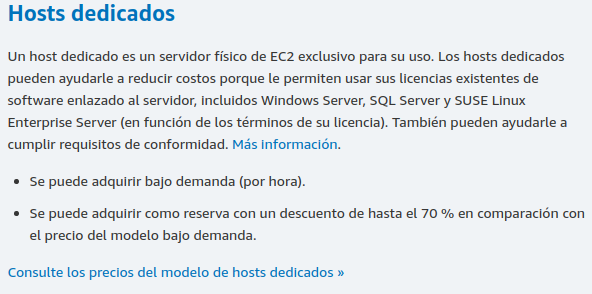 Hosts dedicados
Un host dedicado es un servidor físico de EC2 exclusivo para su uso. Los hosts dedicados
pueden ayudarle a reducir costos porque le permiten usar sus licencias existentes de
software enlazado al servidor, incluidos Windows Server, SQL Server y SUSE Linux
Enterprise Server (en función de los términos de su licencia). También pueden ayudarle a
cumplir requisitos de conformidad. Más información.
• Se puede adquirir bajo demanda (por hora).
• Se puede adquirir como reserva con un descuento de hasta el 70 % en comparación con
el precio del modelo bajo demanda.
Consulte los precios del modelo de hosts dedicados »